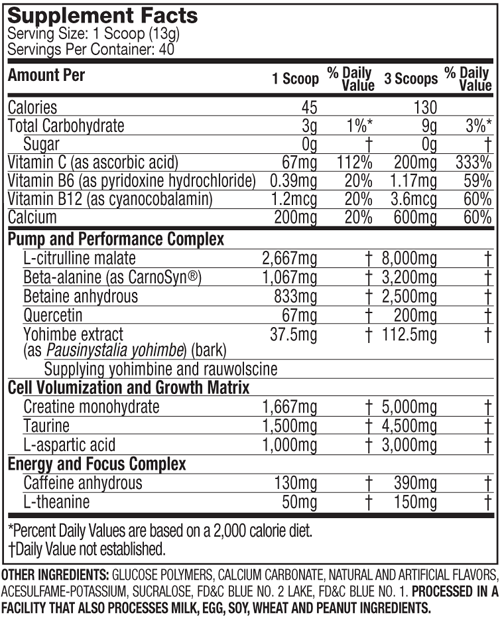 Supplement Facts
Serving Size: 1 Scoop (13g)
Servings Per Container: 40
Amount Per 1 Scoop % Daily Value 3 Scoops % Daily Value
Calories 45 130
Total Carbohydrate 3g 1%* 9g 3%*
Sugar 0g † 0g †
Vitamin C (as ascorbic acid) 67mg 112% 200mg 333%
Vitamin B6 (as pyridoxine hydrochloride) 0.39mg 20% 1.17mg 59%
Vitamin B12 (as cyanocobalamin) 1.2mcg 20% 3.6mcg 60%
Calcium 200mg 20% 600mg 60%
Pump and Performance Complex
L-citrulline malate 2,667mg † 8,000mg †
Beta-alanine (as CarnoSyn®) 1,067mg † 3,200mg †
Betaine anhydrous 833mg † 2,500mg †
Quercetin 67mg † 200mg †
Yohimbe extract 37.5mg † 112.5mg †
(as Pausinystalia yohimbe) (bark)
Supplying yohimbine and rauwolscine
Cell Volumization and Growth Matrix
Creatine monohydrate 1,667mg † 5,000mg †
Taurine 1,500mg † 4,500mg †
L-aspartic acid 1,000mg † 3,000mg †
Energy and Focus Complex
Caffeine anhydrous 130mg † 390mg †
L-theanine 50mg † 150mg †
*Percent Daily Values are based on a 2,000 calorie diet.
†Daily Value not established.
OTHER INGREDIENTS: GLUCOSE POLYMERS, CALCIUM CARBONATE, NATURAL AND ARTIFICIAL FLAVORS,
ACESULFAME-POTASSIUM, SUCRALOSE, FD&C BLUE NO. 2 LAKE, FD&C BLUE NO. 1. PROCESSED IN A
FACILITY THAT ALSO PROCESSES MILK, EGG, SOY, WHEAT AND PEANUT INGREDIENTS.